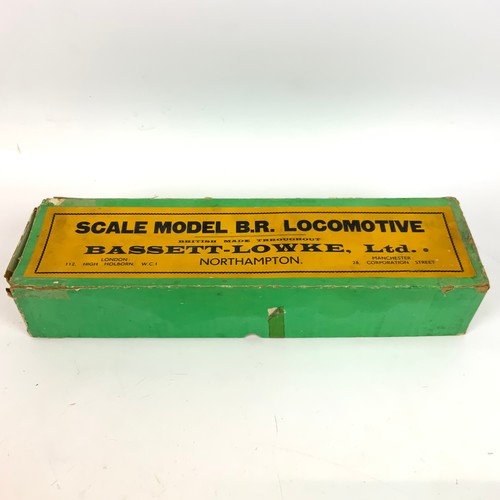 SCALE MODEL B.R. LOCOMOTIVE
BRITISH MADE THROUGHOUT
BASSETT-LOWKE, Ltd.
LONDON
112, HIGH HOLBORN, W.C.1
NORTHAMPTON.
MANCHESTER
28, CORPORATION STREET